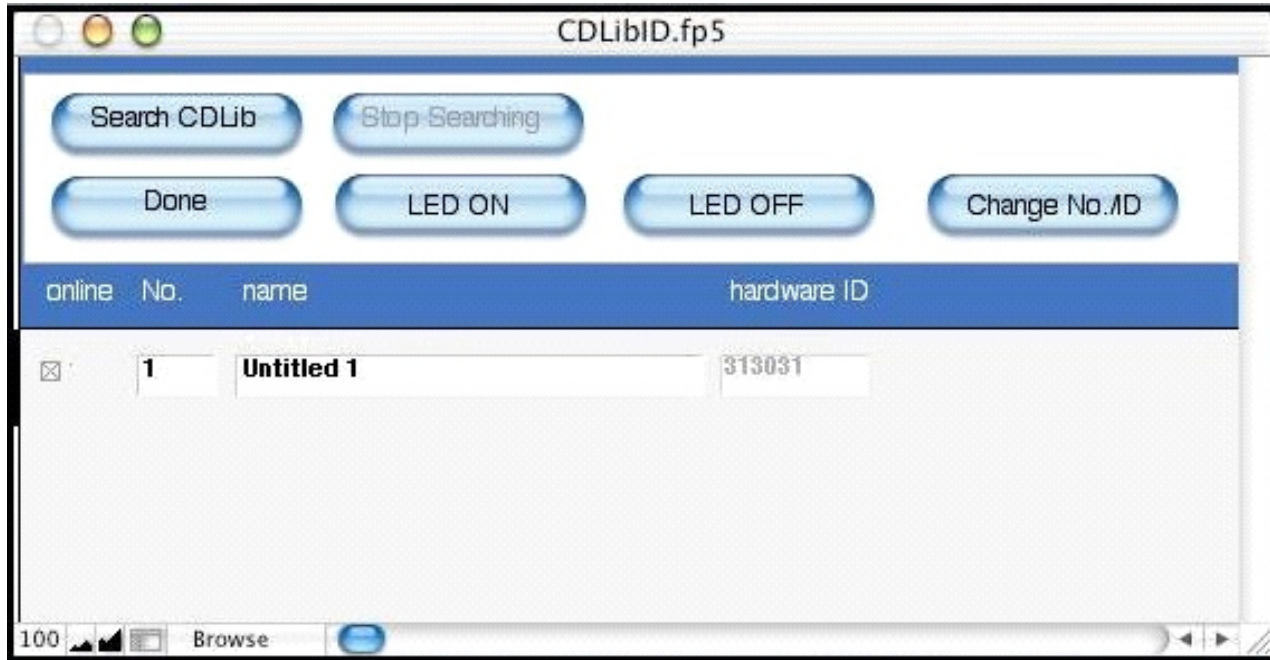 CDLibID.fp5
Search CDLib Stop Searching
Done LED ON LED OFF Change No./ID
online No. name hardware ID
1 Untitled 1 313031
100 Browse